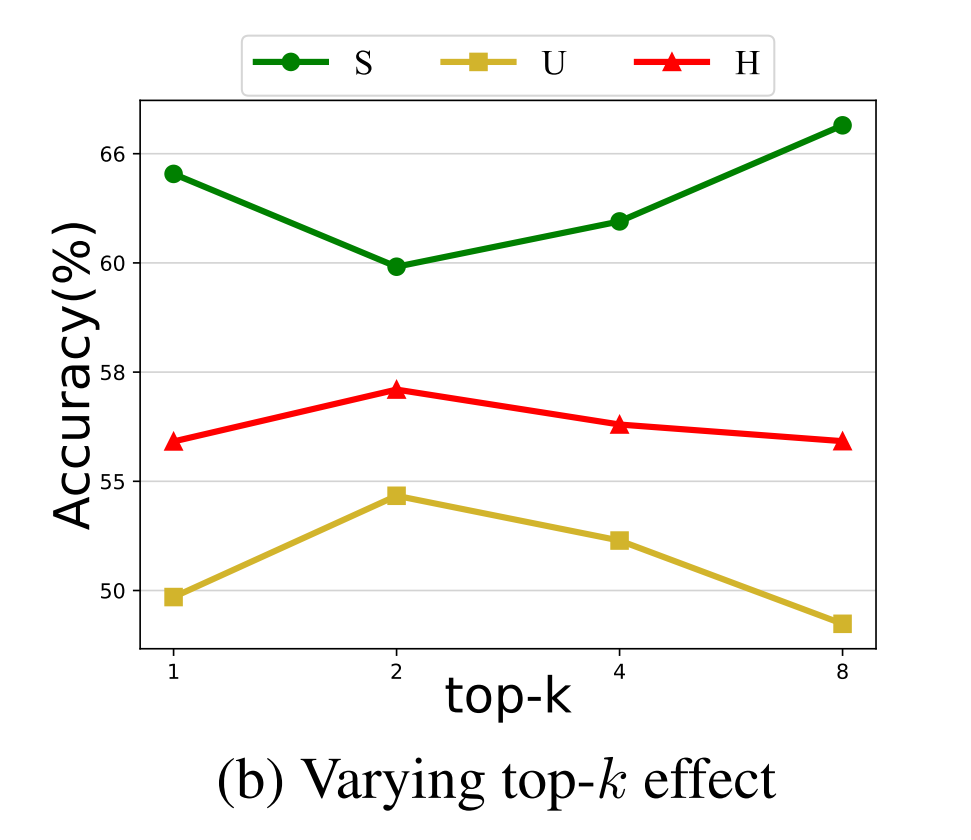 S U H
66
60
58
55
50
Accuracy(%)
1 2 4 8
top-k
(b) Varying top-k effect